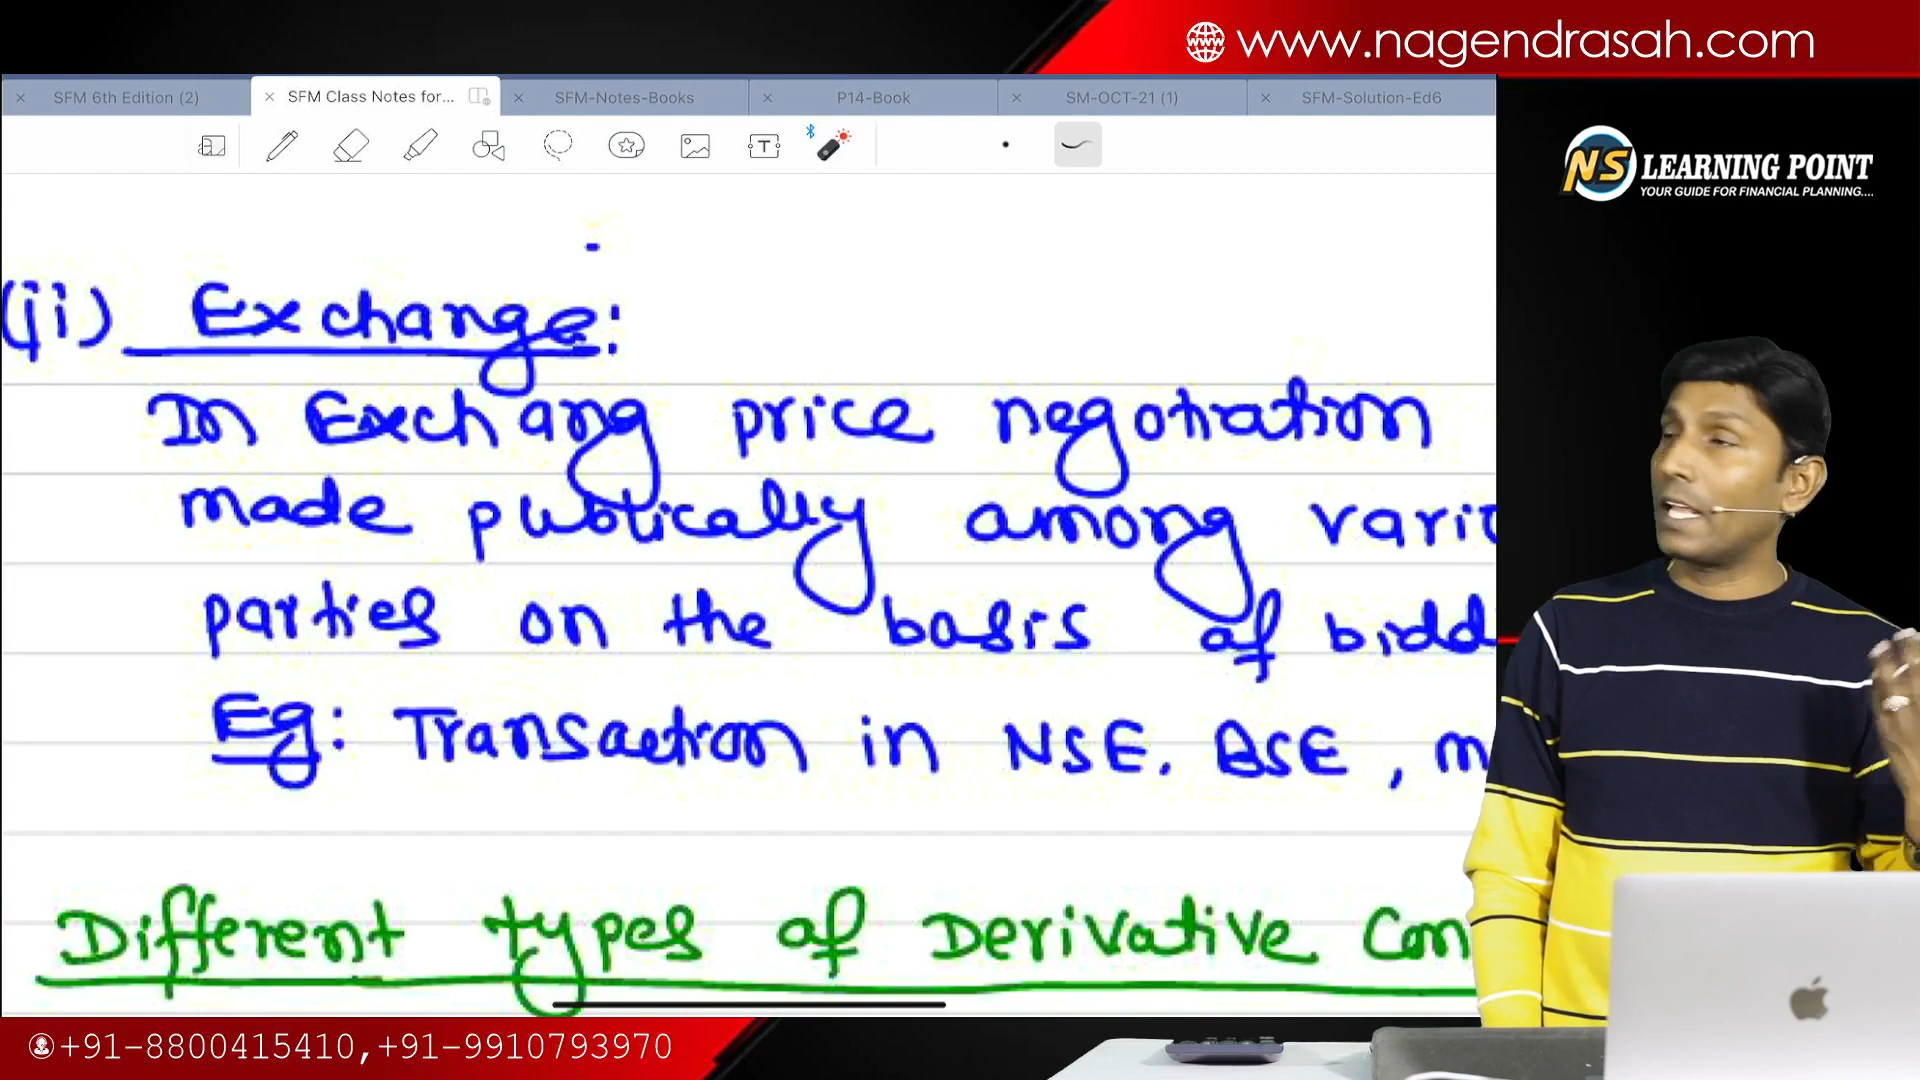 www.nagendrasah.com
SFM 6th Edition (2)
SFM Class Notes for...
SFM-Notes-Books
P14-Book
SM-OCT-21 (1)
SFM-Solution-Ed6
NS LEARNING POINT
YOUR GUIDE FOR FINANCIAL PLANNING....
(ii) Exchange:
In Exchang price negotiation
made publically among
parties on the basis of
Eg: Transaction in NSE. BSE,
Different types of Derivative
+91-8800415410,+91-9910793970